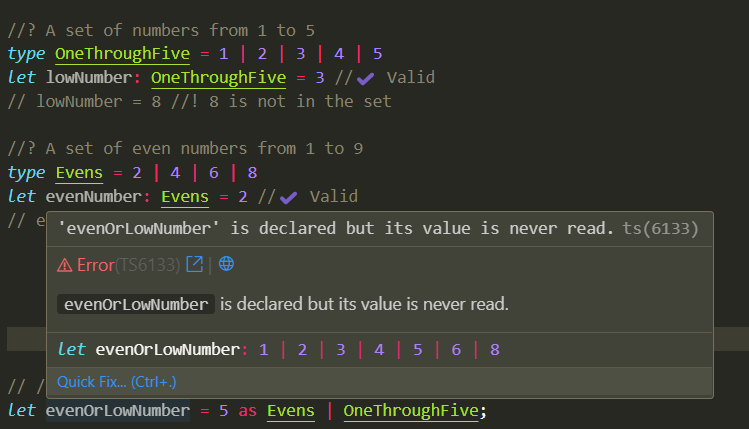 //? A set of numbers from 1 to 5
type OneThroughFive = 1 | 2 | 3 | 4 | 5
let lowNumber: OneThroughFive = 3 //✔ Valid
// lowNumber = 8 //! 8 is not in the set
//? A set of even numbers from 1 to 9
type Evens = 2 | 4 | 6 | 8
let evenNumber: Evens = 2 //✔ Valid
// e
'evenOrLowNumber' is declared but its value is never read. ts(6133)
Error(TS6133) |
evenOrLowNumber is declared but its value is never read.
let evenOrLowNumber: 1 | 2 | 3 | 4 | 5 | 6 | 8
Quick Fix... (Ctrl+.)
// /
let evenOrLowNumber = 5 as Evens | OneThroughFive;